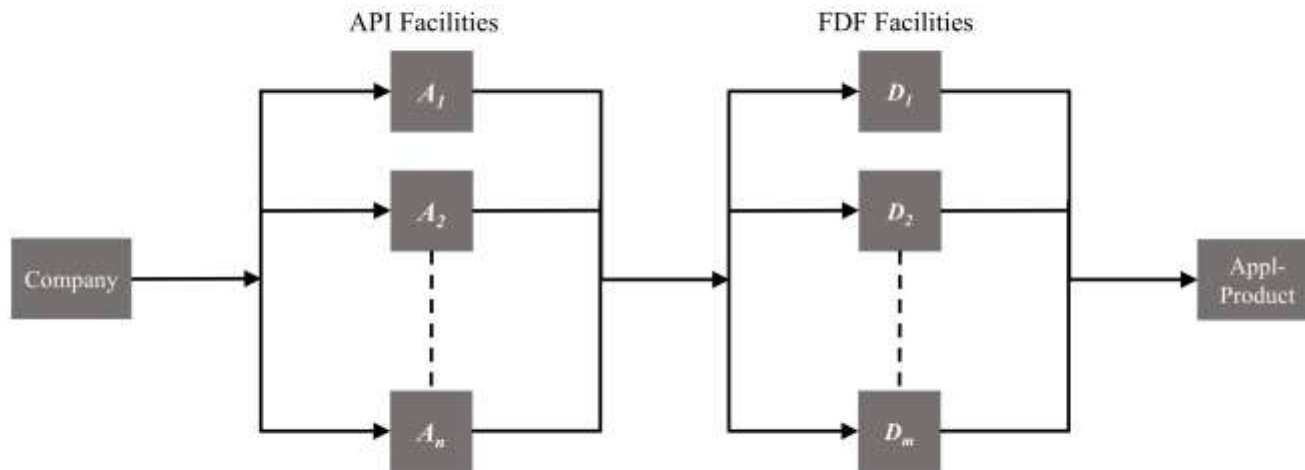 API Facilities
FDF Facilities
A₁
D₁
A₂
D₂
Company
Appl-
Product
Aₙ
Dₘ